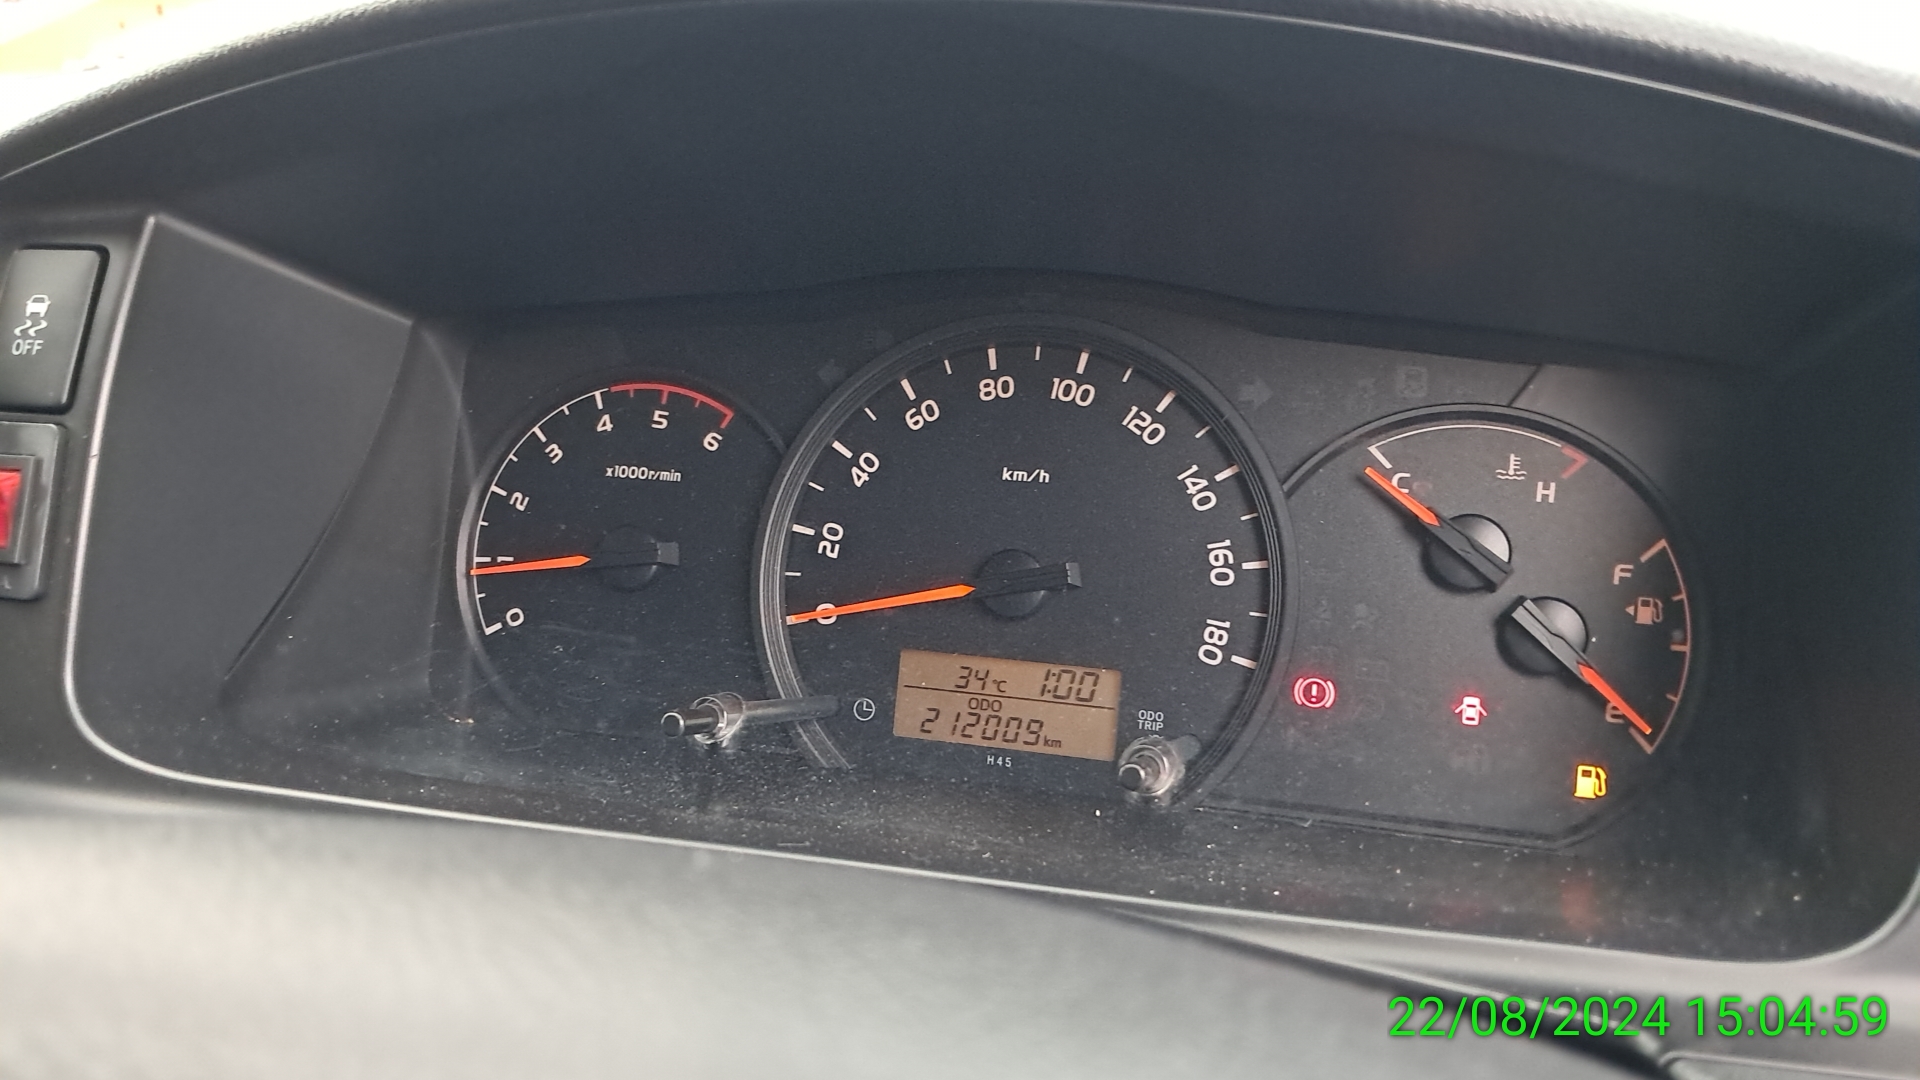 OFF
0
1
2
3
4
5
6
x1000r/min
0
20
40
60
80
100
120
140
160
180
km/h
34°C 1:00
ODO
212009km
H45
ODO
TRIP
C
H
F
E
22/08/2024 15:04:59